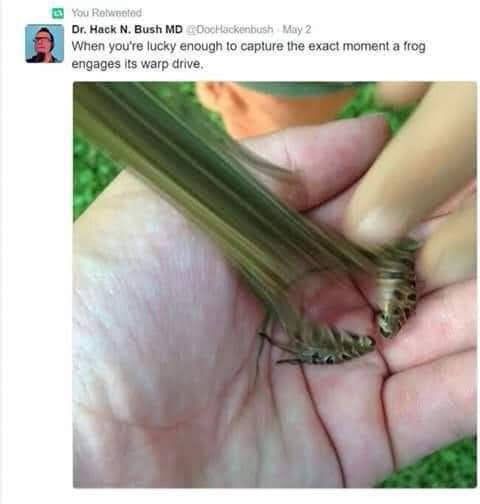 You Retweeted
Dr. Hack N. Bush MD @DocHackenbush · May 2
When you're lucky enough to capture the exact moment a frog
engages its warp drive.